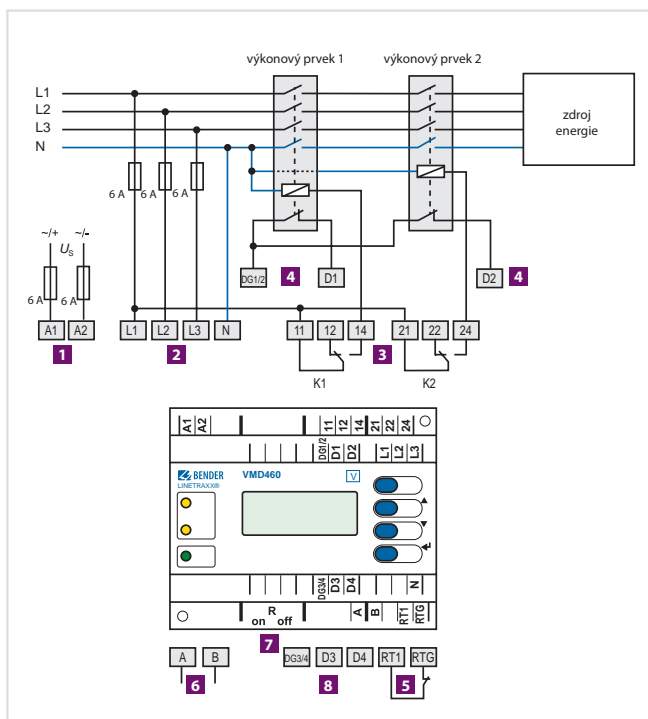 výkonový prvek 1
výkonový prvek 2
L1
L2
L3
N
zdroj
energie
6 A
6 A
6 A
~/+
~/-
Us
6 A
6 A
DG1/2
4
D1
D2
4
A1
A2
L1
L2
L3
N
11
12
14
21
22
24
1
2
3
K1
K2
A1
A2
11
12
14
21
22
24
DG1/2
D1
D2
L1
L2
L3
BENDER
LINETRAXX®
VMD460
V
DG3/4
D3
D4
N
R
on off
A
B
RT1
RTG
7
A
B
DG3/4
D3
D4
RT1
RTG
6
8
5